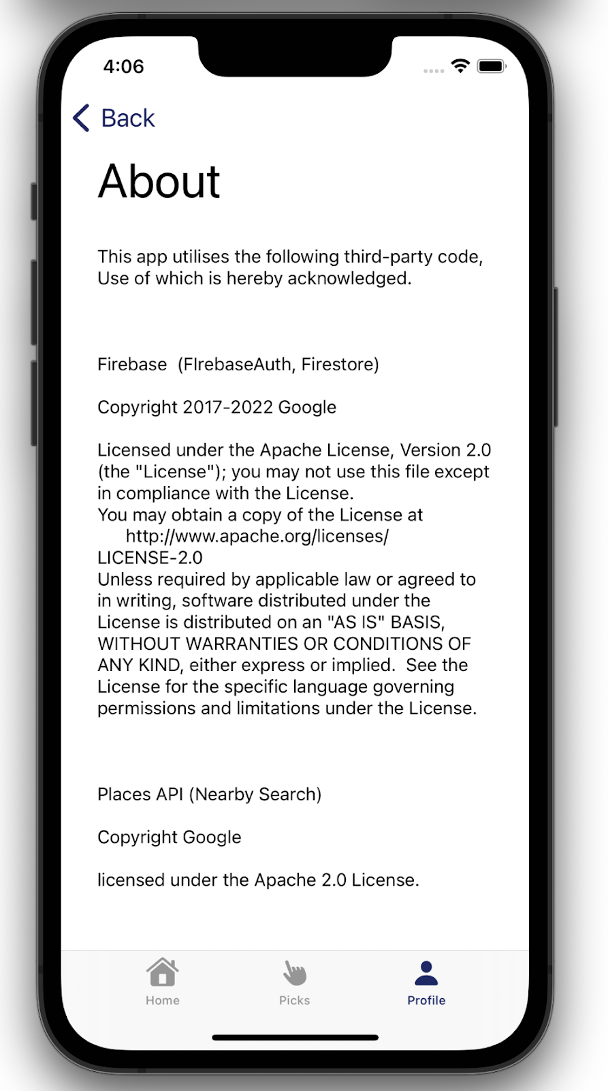 4:06
Back
About
This app utilises the following third-party code,
Use of which is hereby acknowledged.
Firebase  (FIrebaseAuth, Firestore)
Copyright 2017-2022 Google
Licensed under the Apache License, Version 2.0
(the "License"); you may not use this file except
in compliance with the License.
You may obtain a copy of the License at
http://www.apache.org/licenses/
LICENSE-2.0
Unless required by applicable law or agreed to
in writing, software distributed under the
License is distributed on an "AS IS" BASIS,
WITHOUT WARRANTIES OR CONDITIONS OF
ANY KIND, either express or implied.  See the
License for the specific language governing
permissions and limitations under the License.
Places API (Nearby Search)
Copyright Google
licensed under the Apache 2.0 License.
Home
Picks
Profile